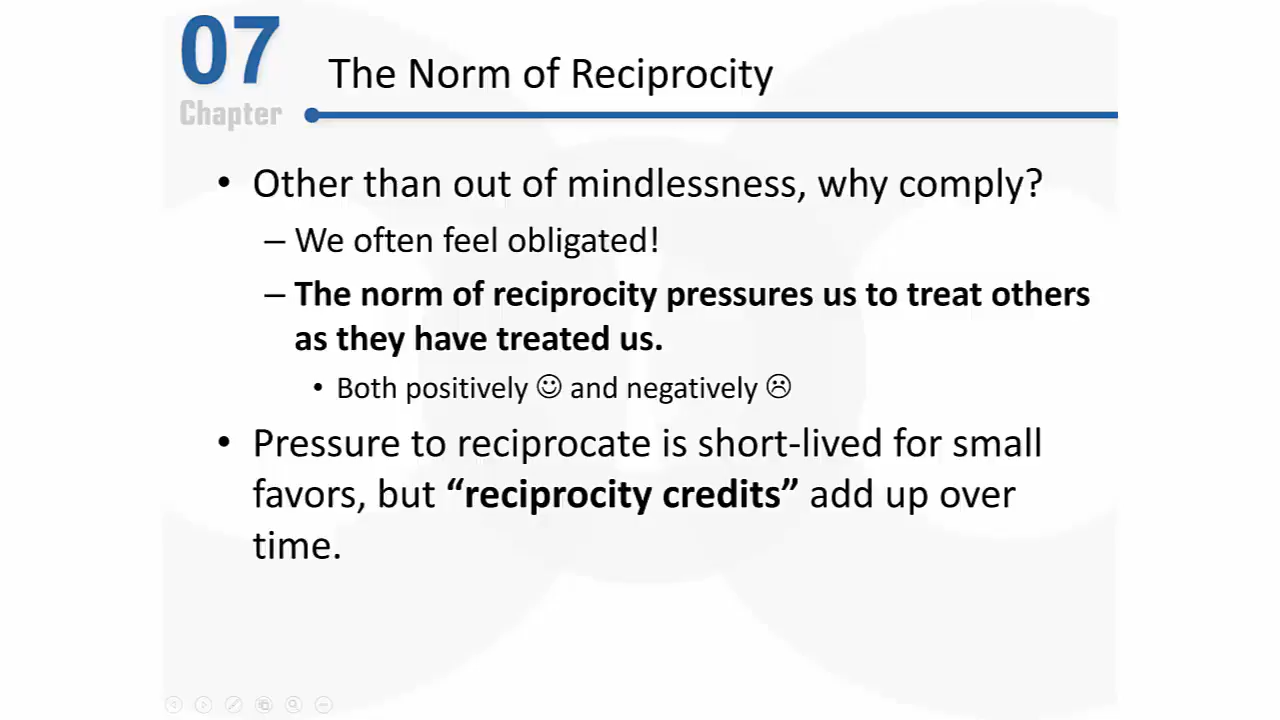 07
Chapter
The Norm of Reciprocity
• Other than out of mindlessness, why comply?
– We often feel obligated!
– The norm of reciprocity pressures us to treat others
as they have treated us.
• Both positively ☺ and negatively ☹
• Pressure to reciprocate is short-lived for small
favors, but “reciprocity credits” add up over
time.